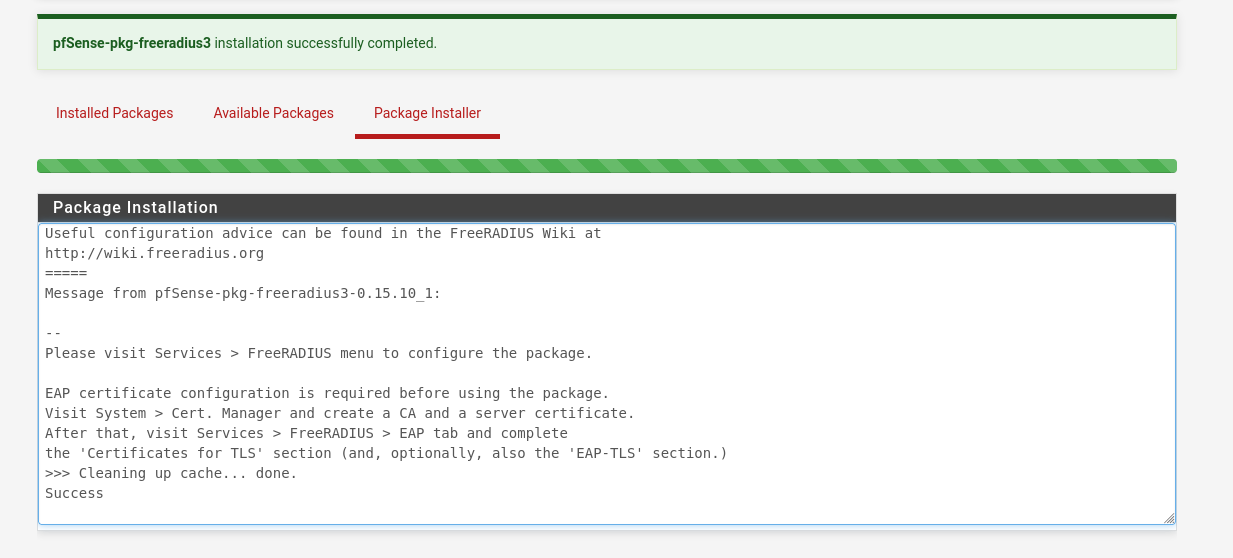 pfSense-pkg-freeradius3 installation successfully completed.
Installed Packages Available Packages Package Installer
Package Installation
Useful configuration advice can be found in the FreeRADIUS Wiki at
http://wiki.freeradius.org
=====
Message from pfSense-pkg-freeradius3-0.15.10_1:
--
Please visit Services > FreeRADIUS menu to configure the package.
EAP certificate configuration is required before using the package.
Visit System > Cert. Manager and create a CA and a server certificate.
After that, visit Services > FreeRADIUS > EAP tab and complete
the 'Certificates for TLS' section (and, optionally, also the 'EAP-TLS' section.)
>>> Cleaning up cache... done.
Success